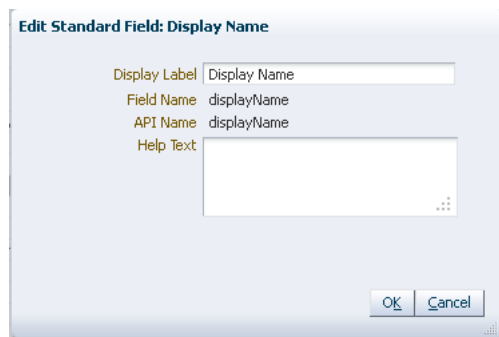 Edit Standard Field: Display Name
Display Label Display Name
Field Name displayName
API Name displayName
Help Text
OK Cancel